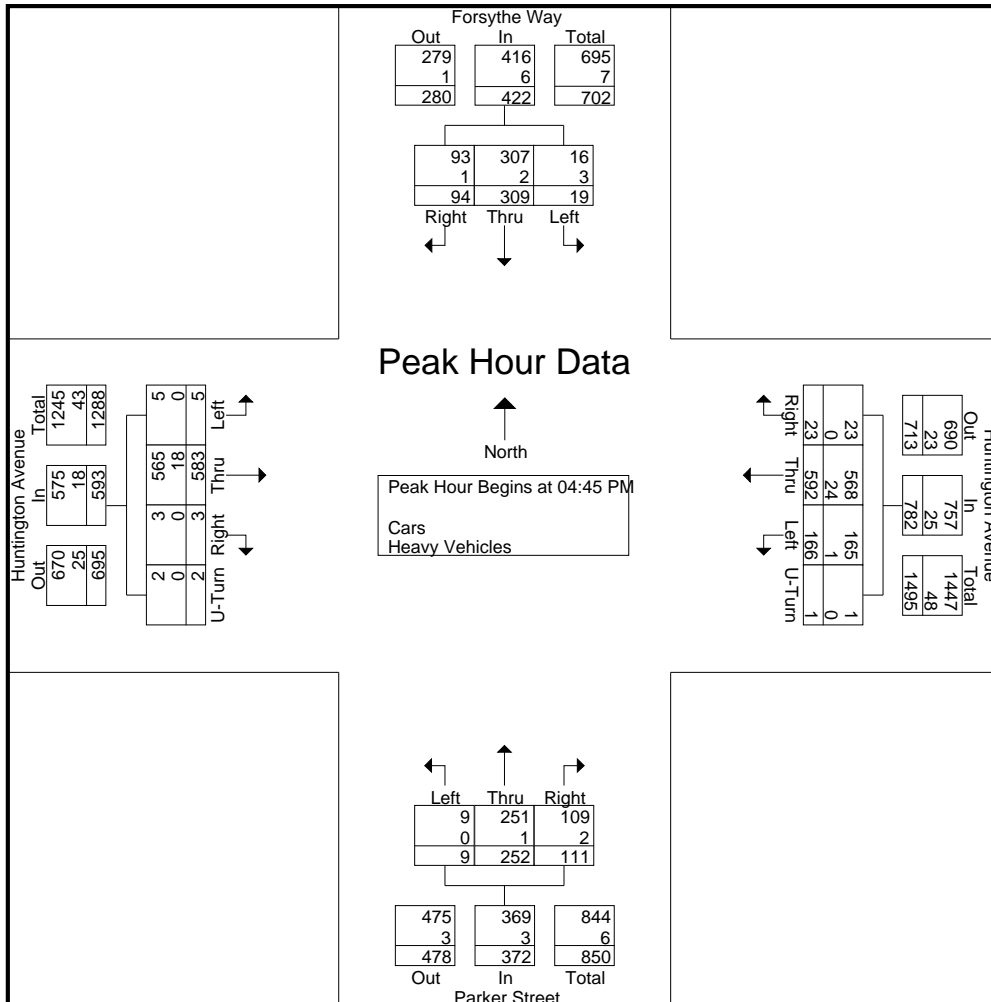 Forsythe Way
Out In Total
279 416 695
1 6 7
280 422 702
93 307 16
1 2 3
94 309 19
Right Thru Left
Peak Hour Data
North
Peak Hour Begins at 04:45 PM
Cars
Heavy Vehicles
Huntington Avenue
Total In Out
1245 575 670
43 18 25
1288 593 695
5 565 3 2
0 18 0 0
5 583 3 2
Left Thru Right U-Turn
Huntington Avenue
Out In Total
690 757 1447
23 25 48
713 782 1495
23 568 165 1
0 24 1 0
23 592 166 1
Right Thru Left U-Turn
Left Thru Right
9 251 109
0 1 2
9 252 111
475 369 844
3 3 6
478 372 850
Out In Total
Parker Street